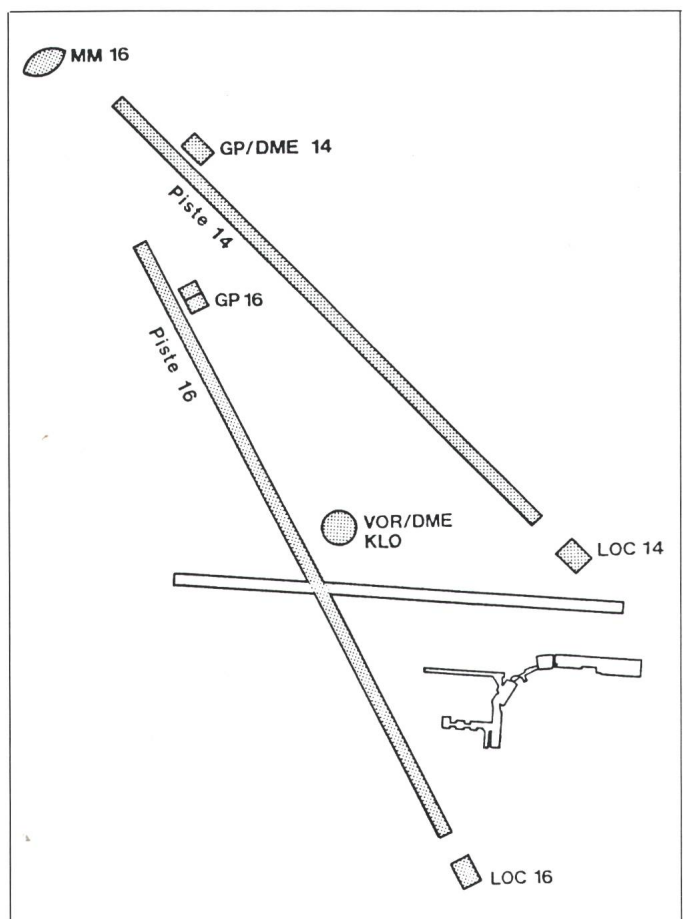 MM 16
GP/DME 14
Piste 14
GP 16
Piste 16
VOR/DME
KLO
LOC 14
LOC 16